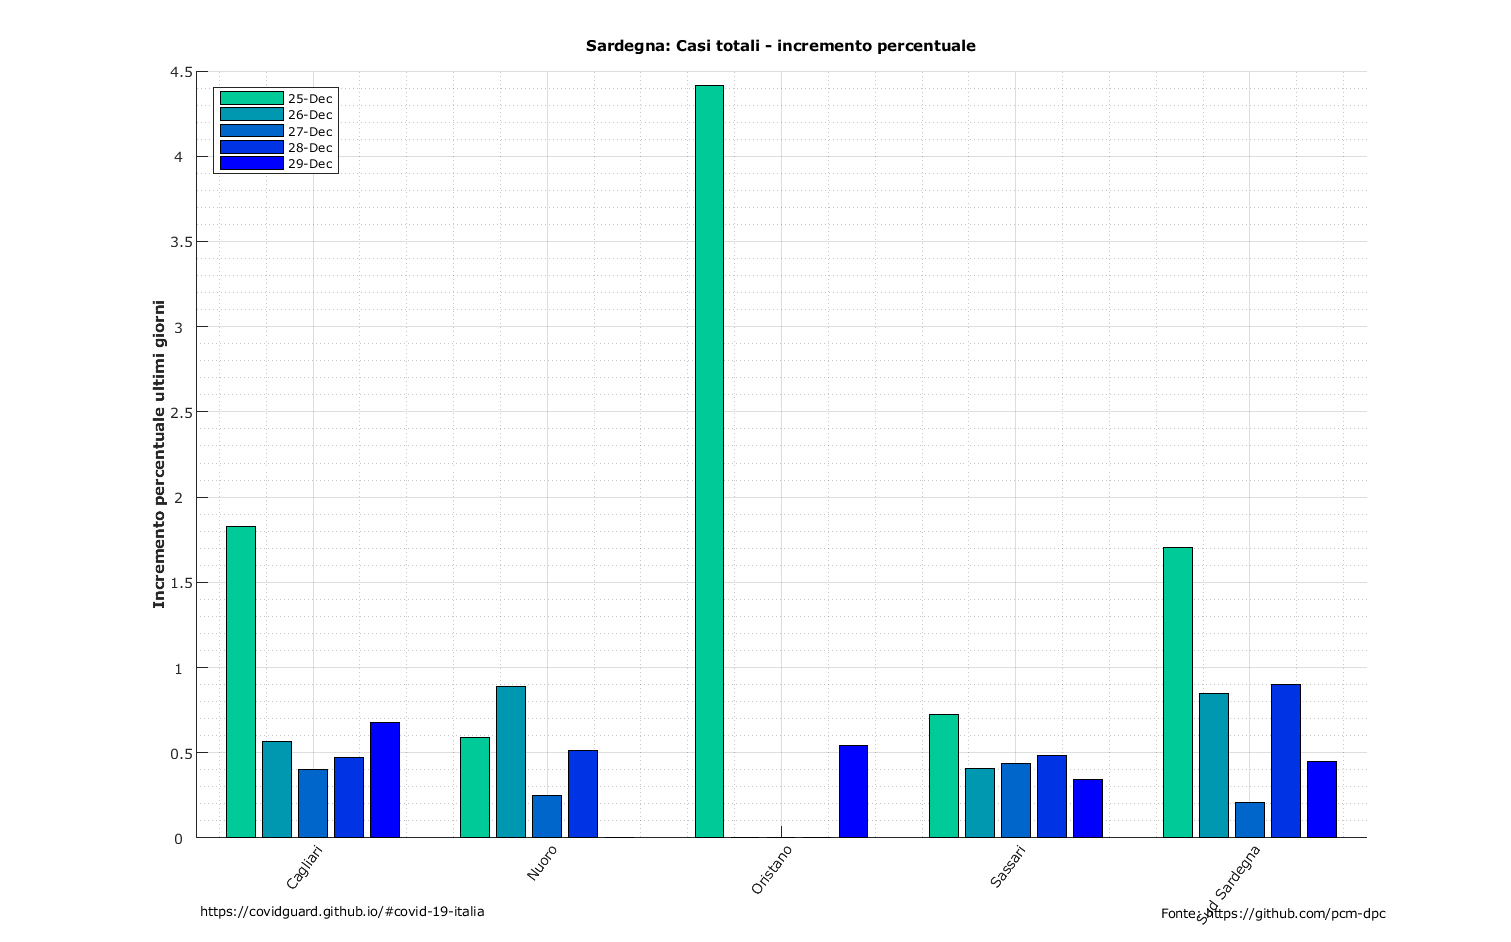 Sardegna: Casi totali - incremento percentuale
Incremento percentuale ultimi giorni
4.5
4
3.5
3
2.5
2
1.5
1
0.5
0
25-Dec
26-Dec
27-Dec
28-Dec
29-Dec
Cagliari
Nuoro
Oristano
Sassari
Sud Sardegna
https://covidguard.github.io/#covid-19-italia
Fonte: https://github.com/pcm-dpc